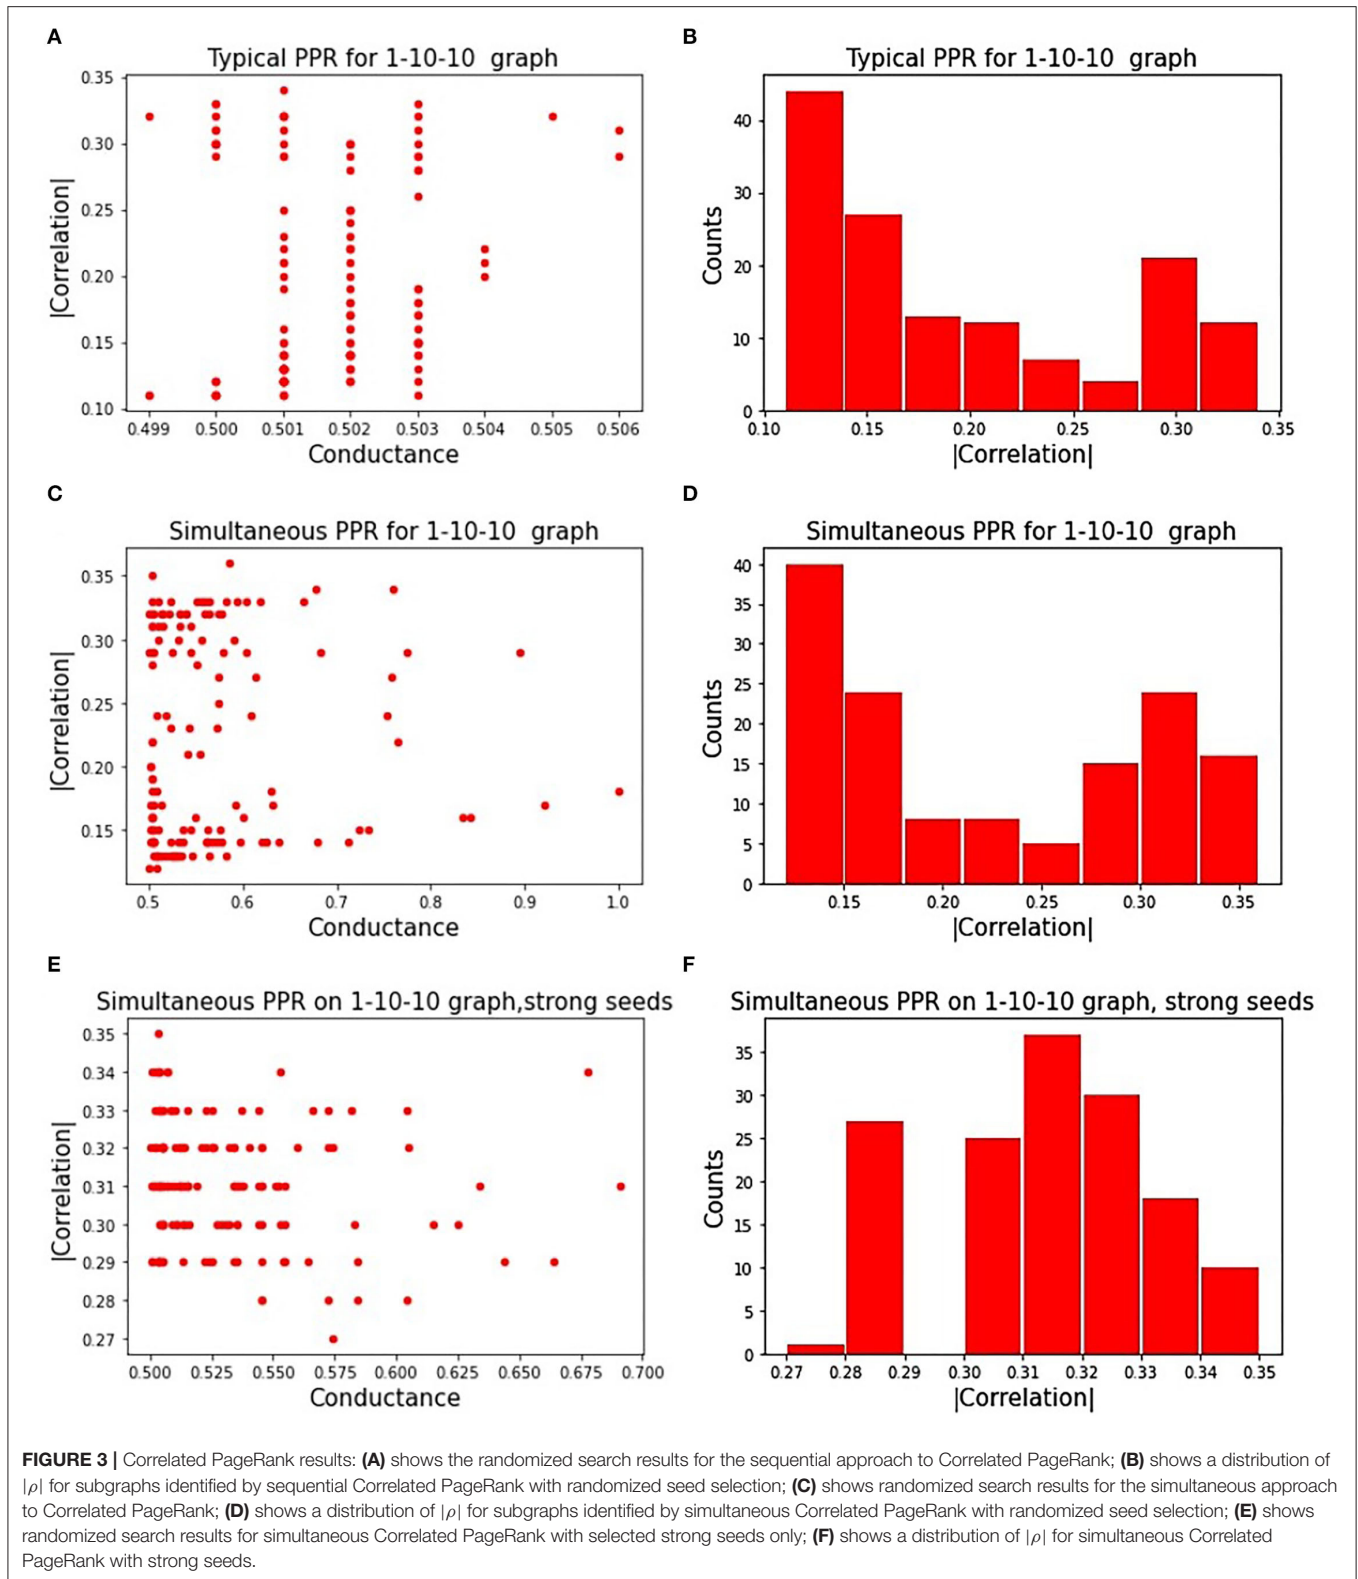 A
Typical PPR for 1-10-10 graph
0.35
0.30
0.25
0.20
0.15
0.10
|Correlation|
0.499 0.500 0.501 0.502 0.503 0.504 0.505 0.506
Conductance
B
Typical PPR for 1-10-10 graph
40
30
20
10
0
Counts
0.10 0.15 0.20 0.25 0.30 0.35
|Correlation|
C
Simultaneous PPR for 1-10-10 graph
0.35
0.30
0.25
0.20
0.15
|Correlation|
0.5 0.6 0.7 0.8 0.9 1.0
Conductance
D
Simultaneous PPR for 1-10-10 graph
40
35
30
25
20
15
10
5
0
Counts
0.15 0.20 0.25 0.30 0.35
|Correlation|
E
Simultaneous PPR on 1-10-10 graph,strong seeds
0.35
0.34
0.33
0.32
0.31
0.30
0.29
0.28
0.27
|Correlation|
0.500 0.525 0.550 0.575 0.600 0.625 0.650 0.675 0.700
Conductance
F
Simultaneous PPR on 1-10-10 graph, strong seeds
35
30
25
20
15
10
5
0
Counts
0.27 0.28 0.29 0.30 0.31 0.32 0.33 0.34 0.35
|Correlation|
FIGURE 3 | Correlated PageRank results: (A) shows the randomized search results for the sequential approach to Correlated PageRank; (B) shows a distribution of
|ρ| for subgraphs identified by sequential Correlated PageRank with randomized seed selection; (C) shows randomized search results for the simultaneous approach
to Correlated PageRank; (D) shows a distribution of |ρ| for subgraphs identified by simultaneous Correlated PageRank with randomized seed selection; (E) shows
randomized search results for simultaneous Correlated PageRank with selected strong seeds only; (F) shows a distribution of |ρ| for simultaneous Correlated
PageRank with strong seeds.